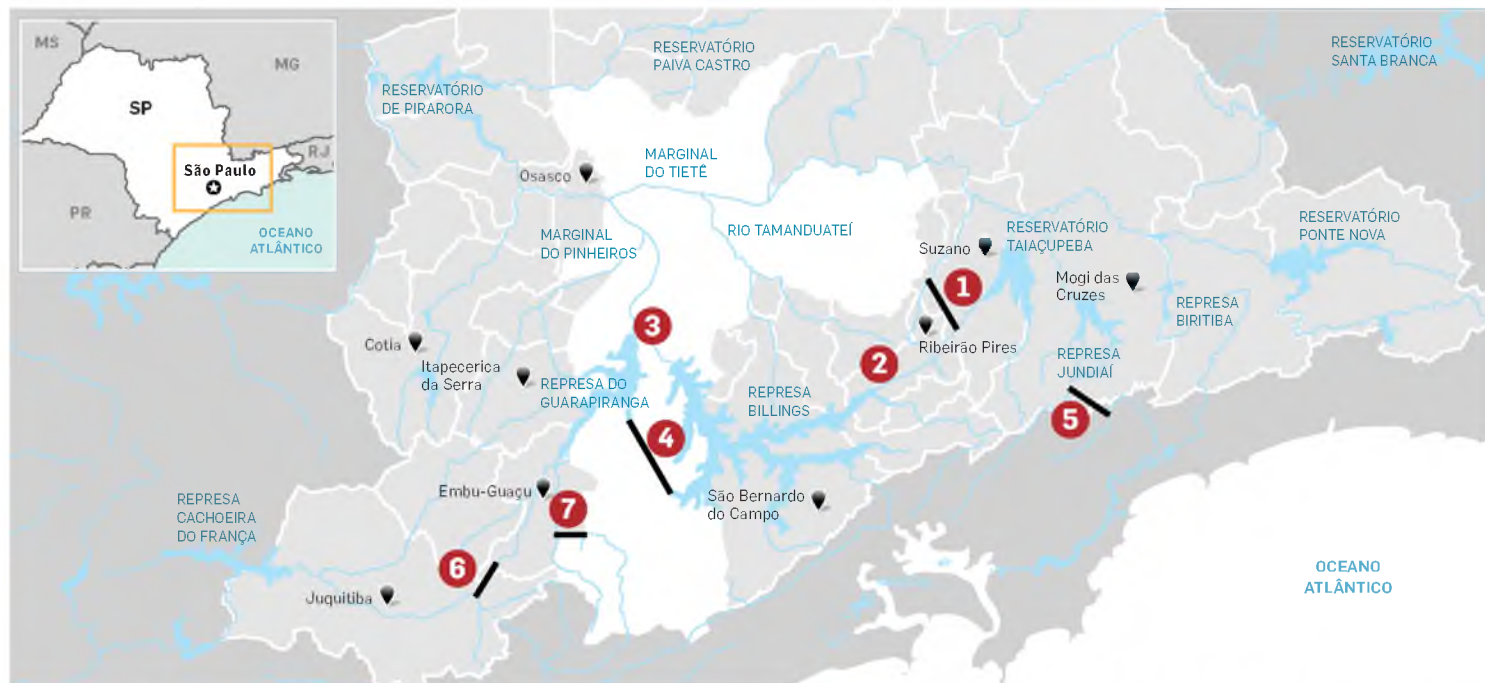 MS
MG
SP
São Paulo
RJ
PR
OCEANO
ATLÂNTICO
RESERVATÓRIO
DE PIRARORA
RESERVATÓRIO
PAIVA CASTRO
RESERVATÓRIO
SANTA BRANCA
Osasco
MARGINAL
DO TIETÊ
MARGINAL
DO PINHEIROS
RIO TAMANDUATEÍ
Suzano
RESERVATÓRIO
TAIAÇUPEBA
RESERVATÓRIO
PONTE NOVA
Mogi das
Cruzes
1
REPRESA
BIRITIBA
3
Cotia
Itapecerica
da Serra
Ribeirão Pires
2
REPRESA
JUNDIAÍ
REPRESA DO
GUARAPIRANGA
REPRESA
BILLINGS
5
4
Embu-Guaçu
São Bernardo
do Campo
7
REPRESA
CACHOEIRA
DO FRANÇA
6
Juquitiba
OCEANO
ATLÂNTICO